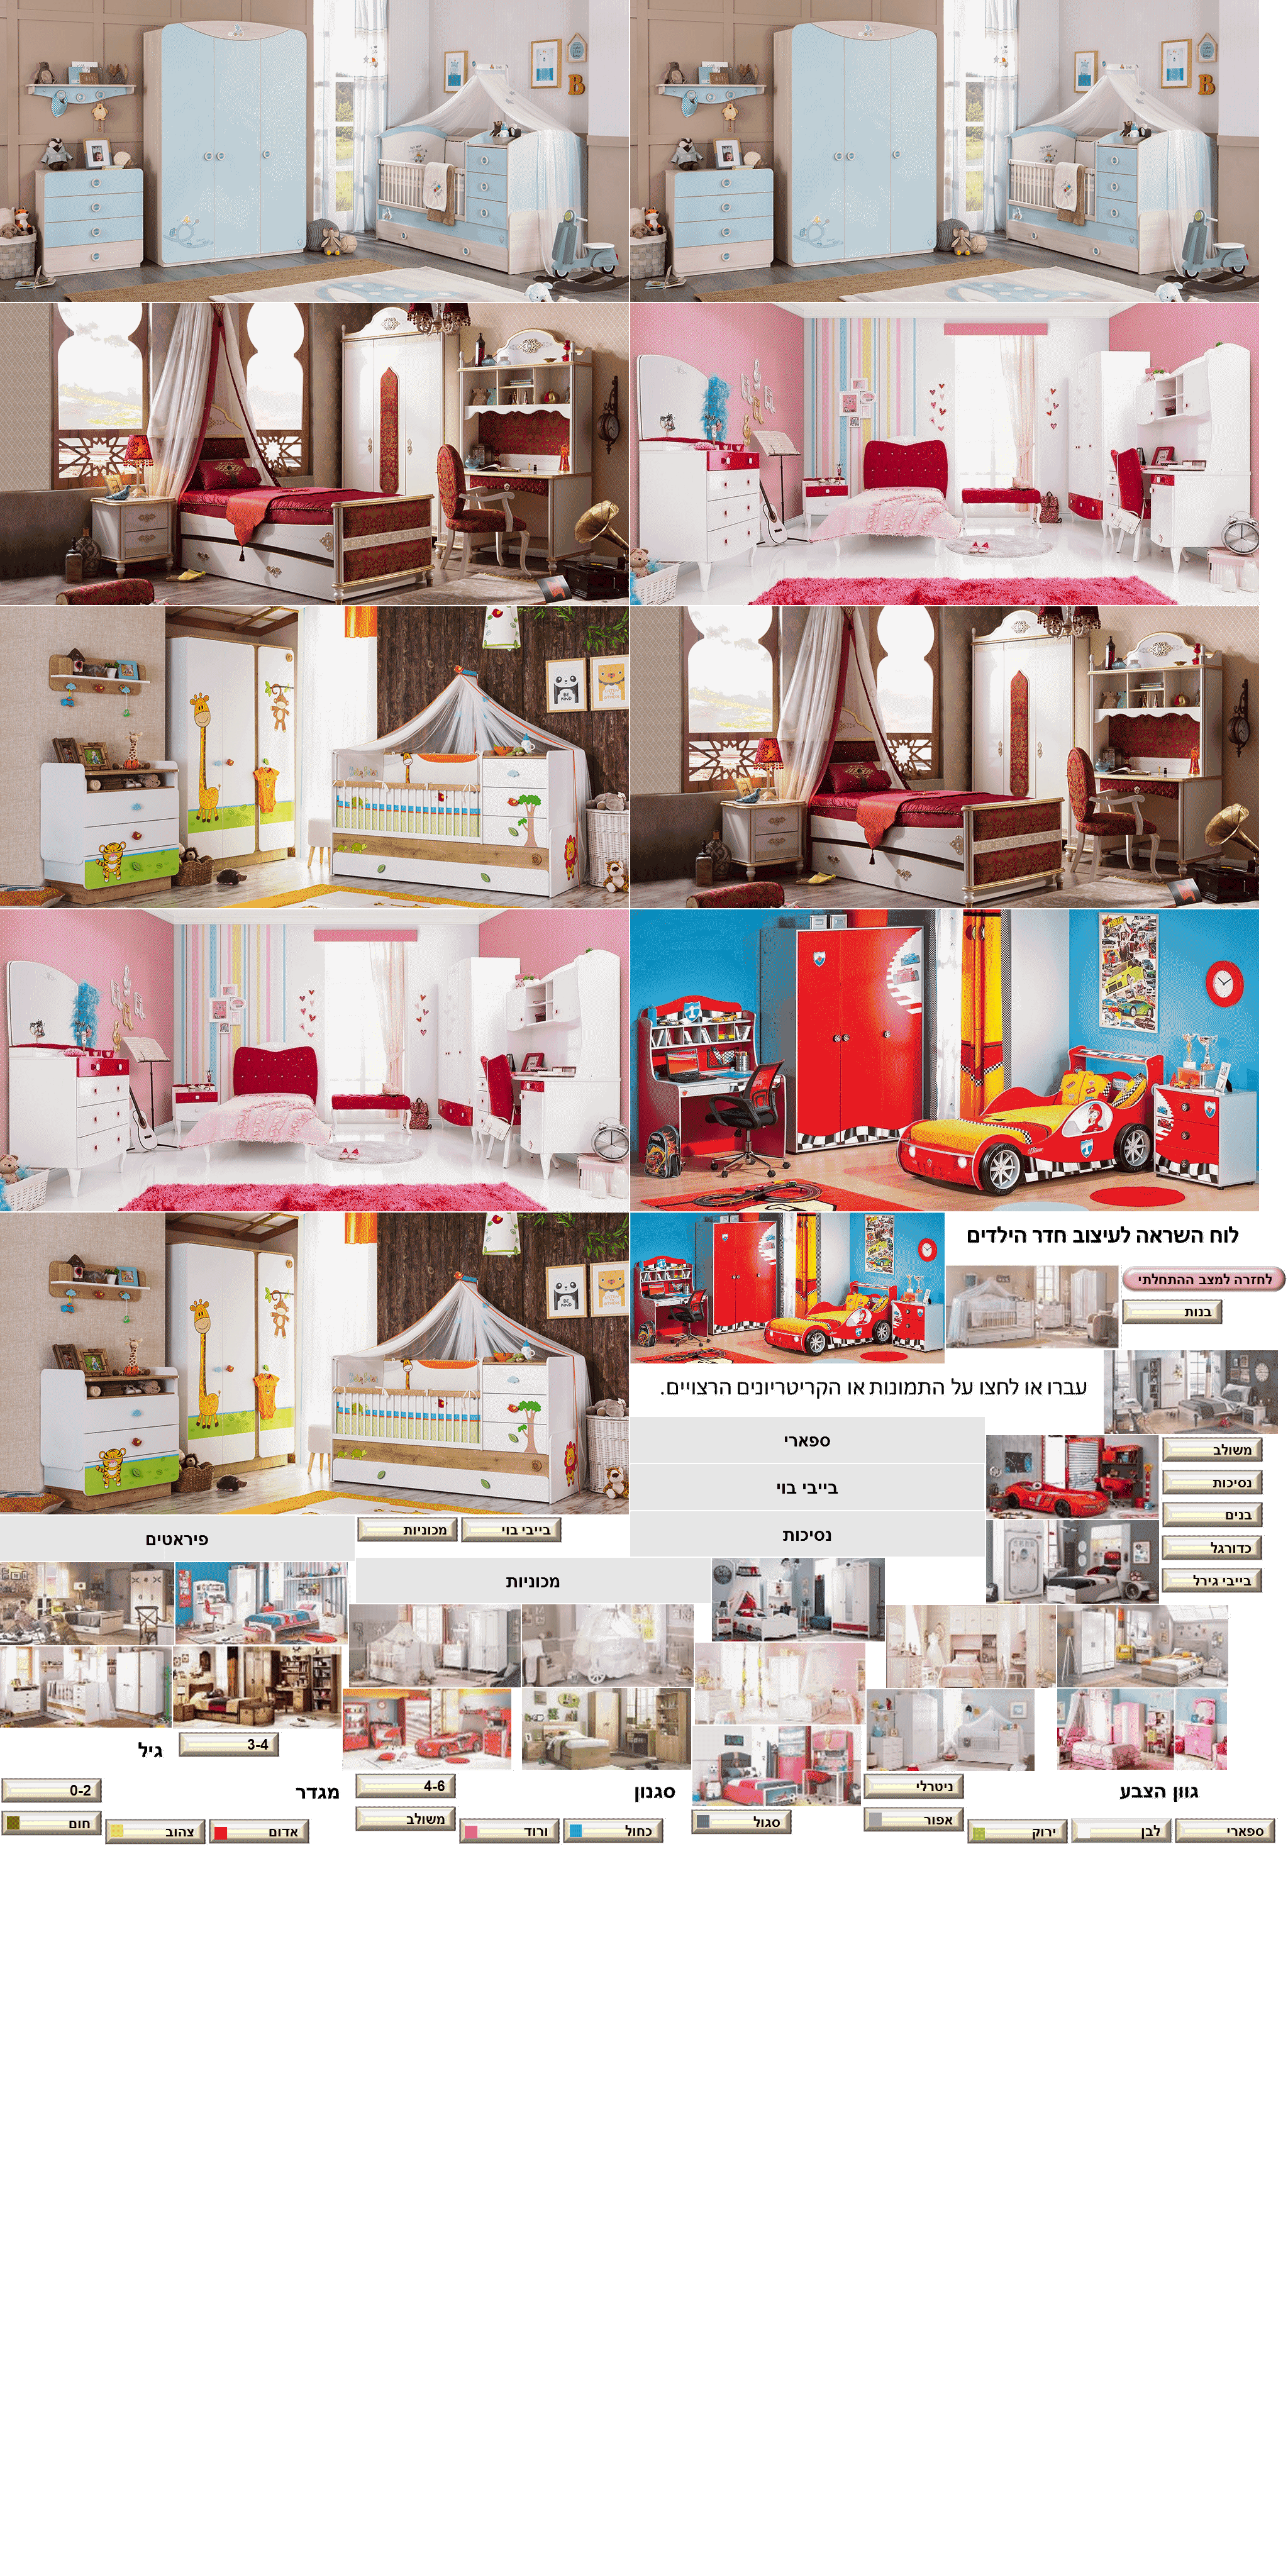 B
לוח השראה לעיצוב חדר הילדים
לחזרה למצב ההתחלתי
בנות
עברו או לחצו על התמונות או הקריטריונים הרצויים.
ספארי
משולב
בייבי בוי
נסיכות
נסיכות
בנים
כדורגל
בייבי גירל
בייבי בוי
מכוניות
פיראטים
מכוניות
3-4
גיל
0-2
מגדר
4-6
סגנון
ניטרלי
גוון הצבע
חום
צהוב
אדום
משולב
ורוד
כחול
סגול
אפור
ירוק
לבן
ספארי